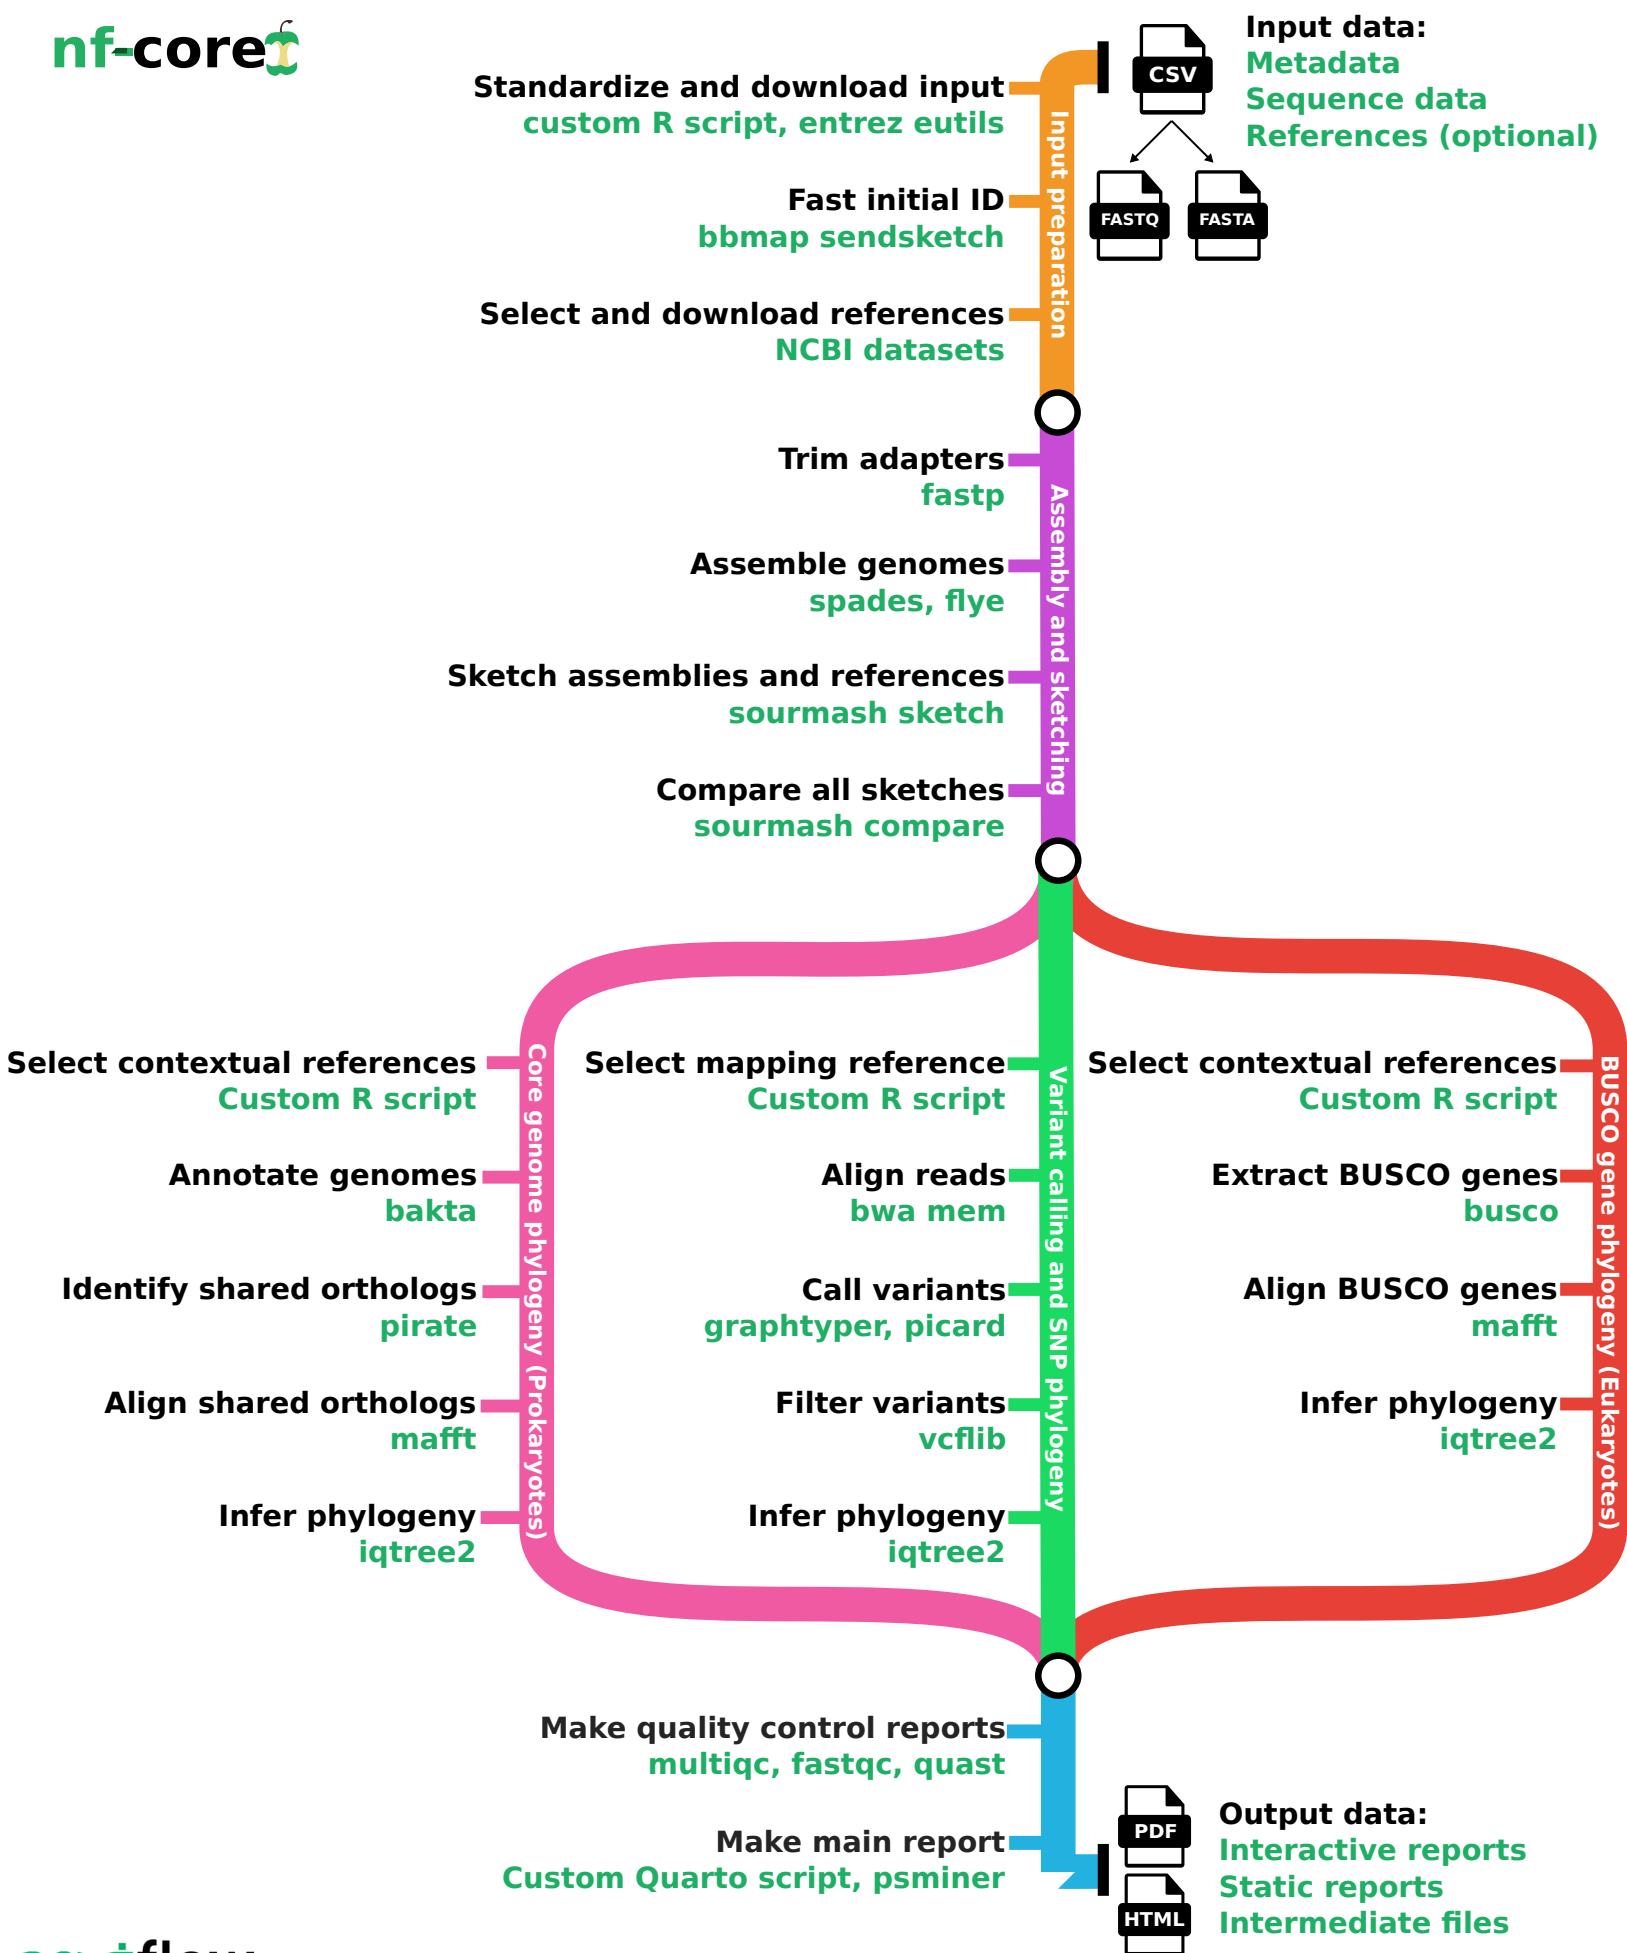 nf-core
Input data:
Metadata
Sequence data
References (optional)
CSV
FASTQ
FASTA
Input preparation
Standardize and download input
custom R script, entrez eutils
Fast initial ID
bbmap sendsketch
Select and download references
NCBI datasets
Assembly and sketching
Trim adapters
fastp
Assemble genomes
spades, flye
Sketch assemblies and references
sourmash sketch
Compare all sketches
sourmash compare
Core genome phylogeny (Prokaryotes)
Select contextual references
Custom R script
Annotate genomes
bakta
Identify shared orthologs
pirate
Align shared orthologs
mafft
Infer phylogeny
iqtree2
Variant calling and SNP phylogeny
Select mapping reference
Custom R script
Align reads
bwa mem
Call variants
graphtyper, picard
Filter variants
vcflib
Infer phylogeny
iqtree2
BUSCO gene phylogeny (Eukaryotes)
Select contextual references
Custom R script
Extract BUSCO genes
busco
Align BUSCO genes
mafft
Infer phylogeny
iqtree2
Make quality control reports
multiqc, fastqc, quast
Make main report
Custom Quarto script, psminer
PDF
HTML
Output data:
Interactive reports
Static reports
Intermediate files